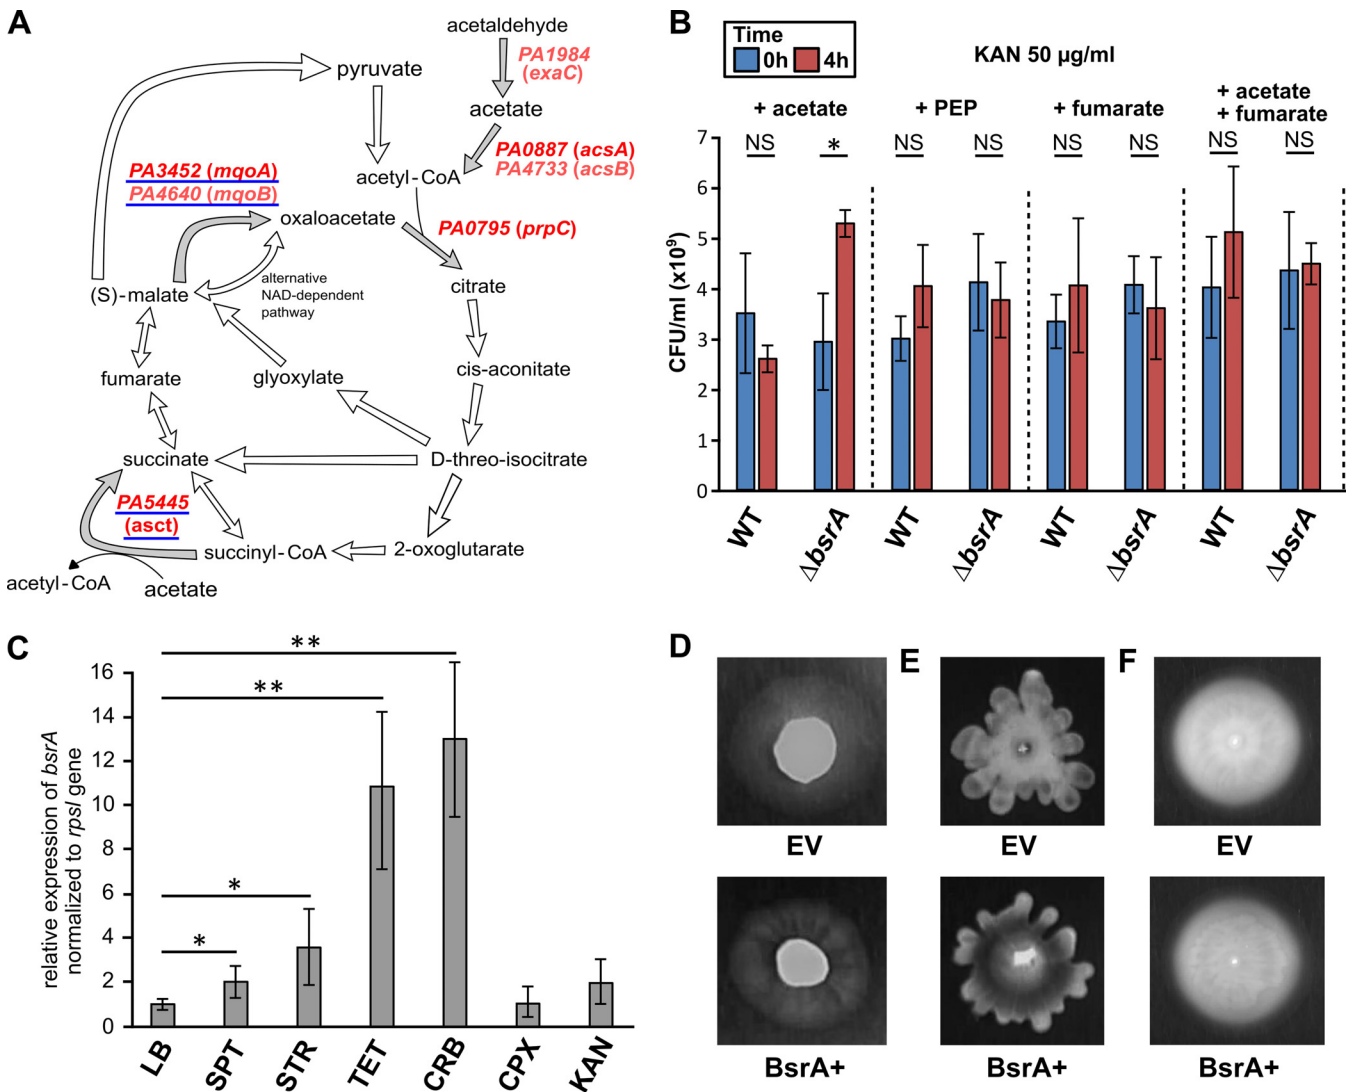 A
acetaldehyde
PA1984
(exaC)
pyruvate
acetate
PA0887 (acsA)
PA4733 (acsB)
acetyl-CoA
PA3452 (mqoA)
PA4640 (mqoB)
oxaloacetate
PA0795 (prpC)
alternative
NAD-dependent
pathway
(S)-malate
citrate
fumarate
glyoxylate
cis-aconitate
succinate
D-threo-isocitrate
PA5445
(asct)
succinyl-CoA
2-oxoglutarate
acetyl-CoA
acetate
B
Time
0h
4h
KAN 50 µg/ml
+ acetate
+ PEP
+ fumarate
+ acetate
+ fumarate
NS
*
NS
NS
NS
NS
NS
NS
CFU/ml (x10⁹)
7
6
5
4
3
2
1
0
WT
ΔbsrA
WT
ΔbsrA
WT
ΔbsrA
WT
ΔbsrA
C
relative expression of bsrA
normalized to rpsl gene
16
14
12
10
8
6
4
2
0
**
**
*
*
LB
SPT
STR
TET
CRB
CPX
KAN
D
EV
BsrA+
E
EV
BsrA+
F
EV
BsrA+